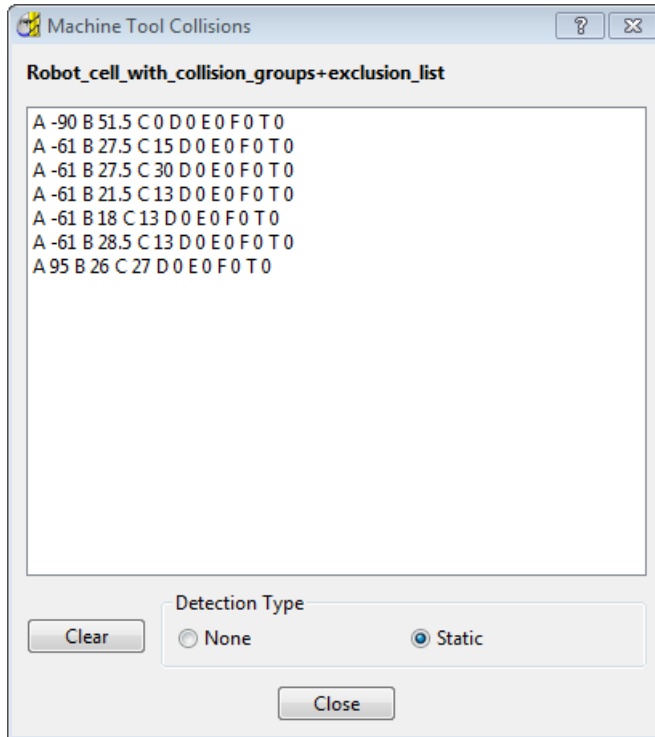 Machine Tool Collisions
Robot_cell_with_collision_groups+exclusion_list
A -90 B 51.5 C 0 D 0 E 0 F 0 T 0
A -61 B 27.5 C 15 D 0 E 0 F 0 T 0
A -61 B 27.5 C 30 D 0 E 0 F 0 T 0
A -61 B 21.5 C 13 D 0 E 0 F 0 T 0
A -61 B 18 C 13 D 0 E 0 F 0 T 0
A -61 B 28.5 C 13 D 0 E 0 F 0 T 0
A 95 B 26 C 27 D 0 E 0 F 0 T 0
Detection Type
Clear
None
Static
Close